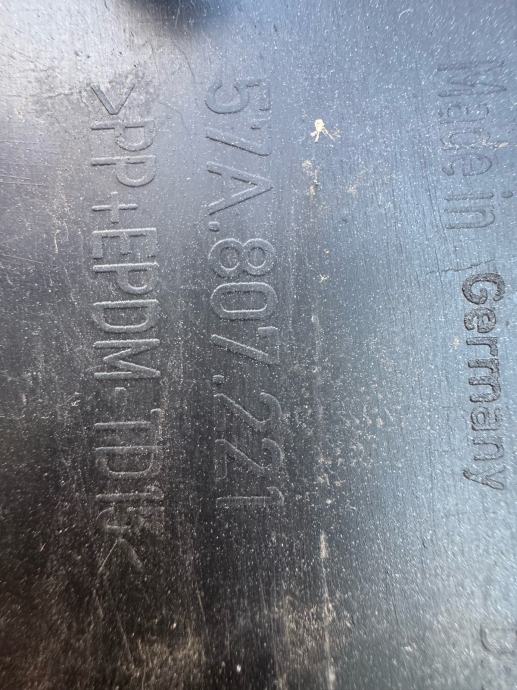 Made in Germany
57A.807.221
>PP+EPDM-TD15<